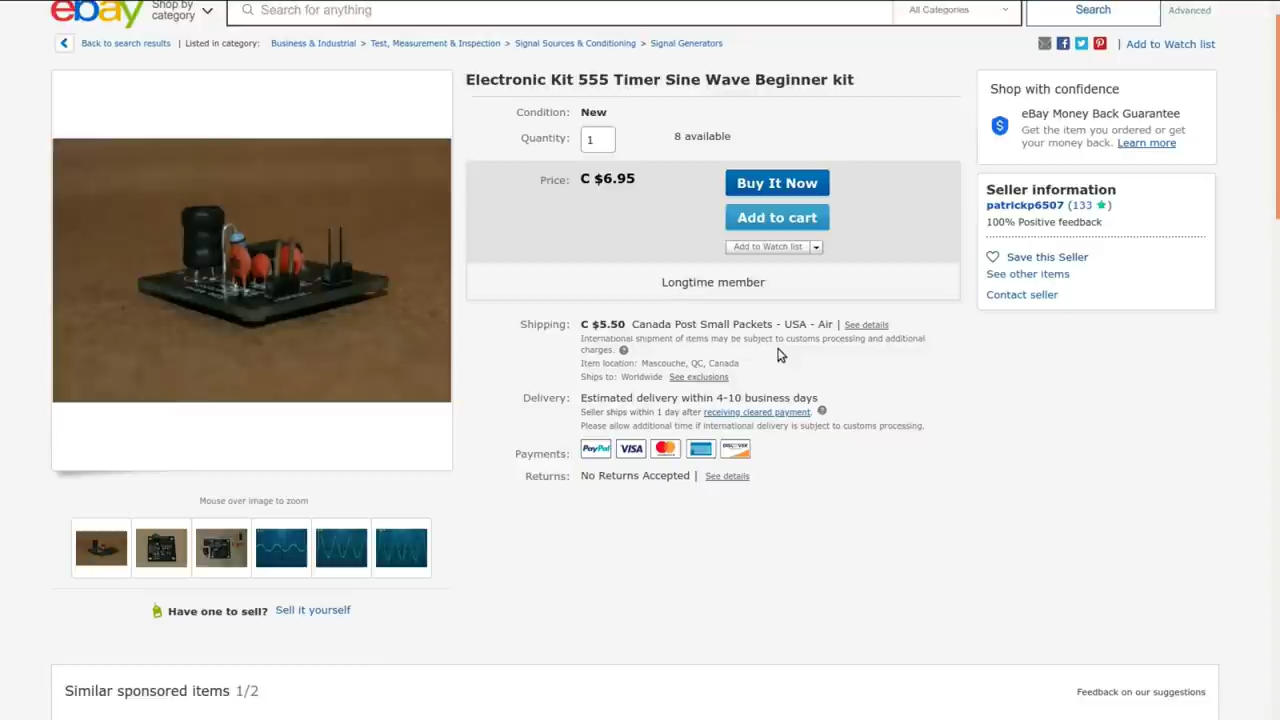 ebay
Shop by
category
Search for anything
All Categories
Search
Advanced
Back to search results | Listed in category: Business & Industrial > Test, Measurement & Inspection > Signal Sources & Conditioning > Signal Generators
| Add to Watch list
Electronic Kit 555 Timer Sine Wave Beginner kit
Condition: New
Quantity: 1 8 available
Price: C $6.95
Buy It Now
Add to cart
Add to Watch list
Longtime member
Shipping: C $5.50 Canada Post Small Packets - USA - Air | See details
International shipment of items may be subject to customs processing and additional
charges.
Item location: Mascouche, QC, Canada
Ships to: Worldwide See exclusions
Delivery: Estimated delivery within 4-10 business days
Seller ships within 1 day after receiving cleared payment.
Please allow additional time if international delivery is subject to customs processing.
Payments: PayPal VISA DISCOVER
Returns: No Returns Accepted | See details
Shop with confidence
eBay Money Back Guarantee
Get the item you ordered or get
your money back. Learn more
Seller information
patrickp6507 (133 )
100% Positive feedback
Save this Seller
See other items
Contact seller
Mouse over image to zoom
Have one to sell? Sell it yourself
Similar sponsored items 1/2
Feedback on our suggestions